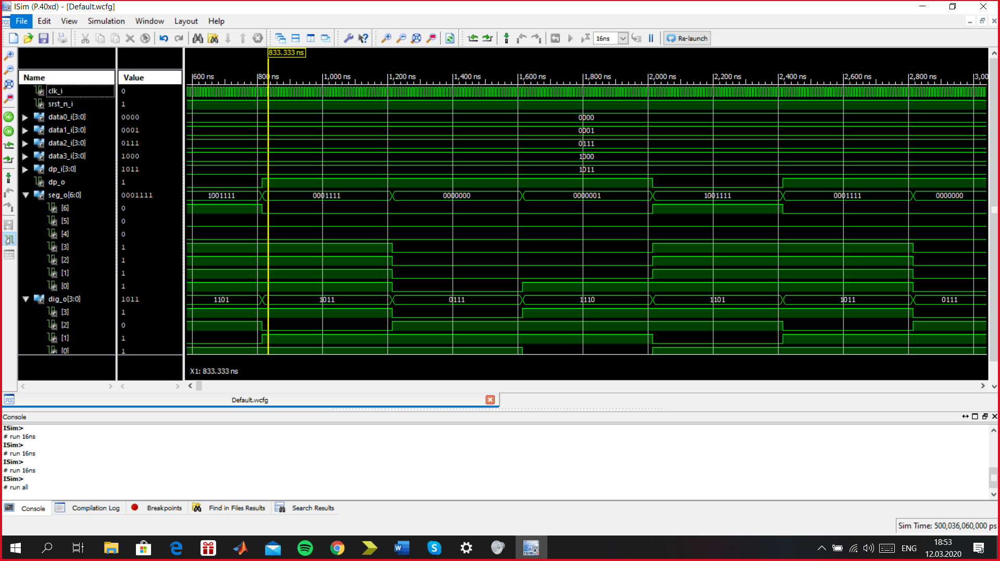 ISim (P.40xd) - [Default.wcfg]
File Edit View Simulation Window Layout Help
16ns Re-launch
833.333 ns
Name Value
600 ns 800 ns 1,000 ns 1,200 ns 1,400 ns 1,600 ns 1,800 ns 2,000 ns 2,200 ns 2,400 ns 2,600 ns 2,800 ns 3,00
clk_i 0
srst_n_i 1
data0_i[3:0] 0000 0000
data1_i[3:0] 0001 0001
data2_i[3:0] 0111 0111
data3_i[3:0] 1000 1000
dp_i[3:0] 1011 1011
dp_o 1
seg_o[6:0] 0001111 1001111 0001111 0000000 0000001 1001111 0001111 0000000
[6] 0
[5] 0
[4] 0
[3] 1
[2] 1
[1] 1
[0] 1
dig_o[3:0] 1011 1101 1011 0111 1110 1101 1011 0111
[3] 1
[2] 0
[1] 1
[0] 1
X1: 833.333 ns
Default.wcfg
Console
ISim>
# run 16ns
ISim>
# run 16ns
ISim>
# run 16ns
ISim>
# run all
Console Compilation Log Breakpoints Find in Files Results Search Results
Sim Time: 500,036,060,000 ps
18:53
ENG
12.03.2020